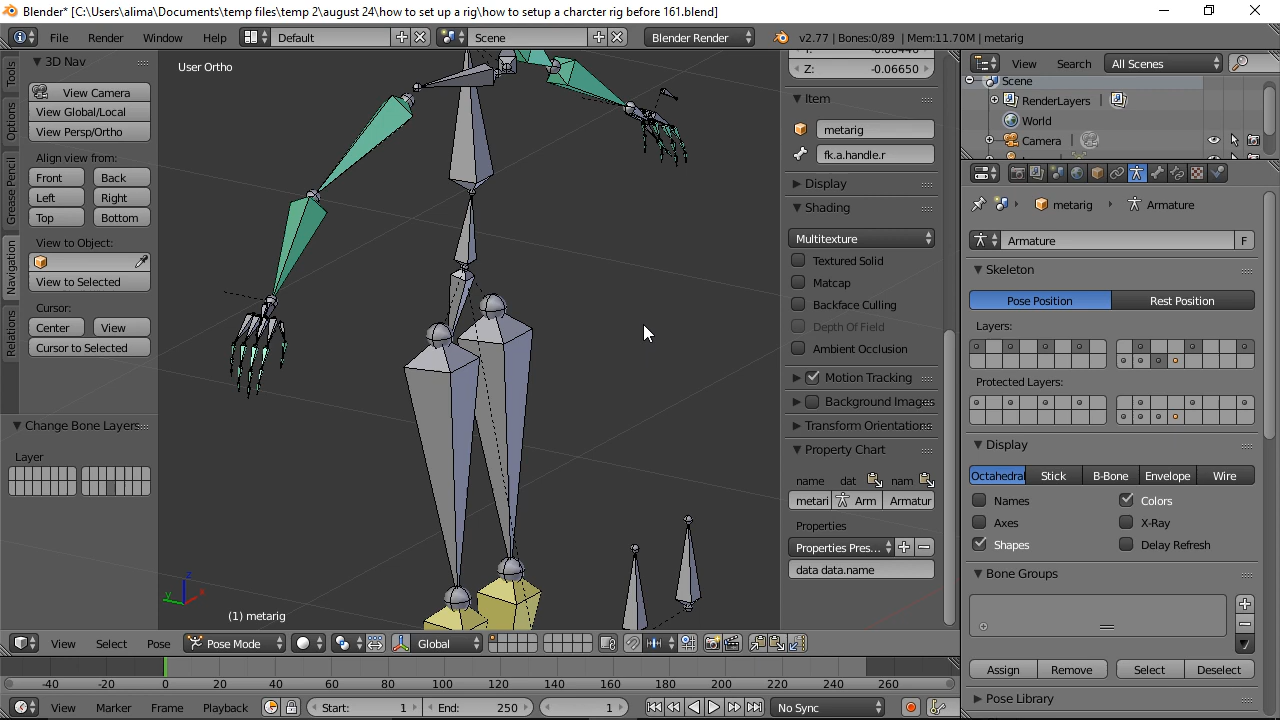 Blender* [C:\Users\alima\Documents\temp files\temp 2\august 24\how to set up a rig\how to setup a charcter rig before 161.blend]
File Render Window Help Default Scene Blender Render v2.77 | Bones:0/89 | Mem:11.70M | metarig
Tools
Options
Grease Pencil
Navigation
Relations
3D Nav
View Camera
View Global/Local
View Persp/Ortho
Align view from:
Front Back
Left Right
Top Bottom
View to Object:
View to Selected
Cursor:
Center View
Cursor to Selected
Change Bone Layers
Layer
User Ortho
(1) metarig
z
y
x
Z: -0.06650
Item
metarig
fk.a.handle.r
Display
Shading
Multitexture
Textured Solid
Matcap
Backface Culling
Depth Of Field
Ambient Occlusion
Motion Tracking
Background Images
Transform Orientations
Property Chart
name dat nam
metari Arm Armatur
Properties
Properties Pres...
data data.name
View Search All Scenes
Scene
RenderLayers |
World
Camera |
metarig Armature
Armature F
Skeleton
Pose Position Rest Position
Layers:
Protected Layers:
Display
Octahedral Stick B-Bone Envelope Wire
Names Colors
Axes X-Ray
Shapes Delay Refresh
Bone Groups
Assign Remove Select Deselect
Pose Library
View Select Pose Pose Mode Global
-40 -20 0 20 40 60 80 100 120 140 160 180 200 220 240 260
View Marker Frame Playback Start: 1 End: 250 1 No Sync